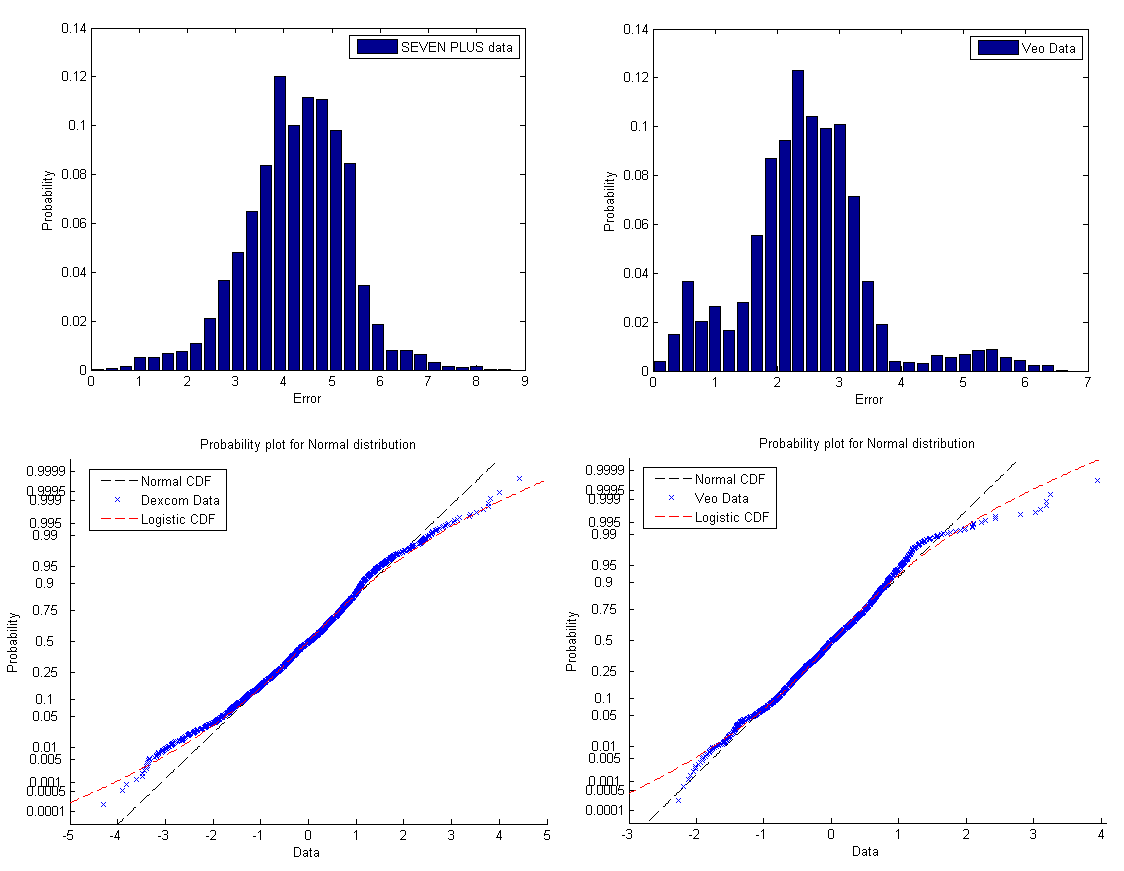 SEVEN PLUS data
0.14
0.12
0.1
0.08
0.06
0.04
0.02
0
Probability
0 1 2 3 4 5 6 7 8 9
Error
Veo Data
0.14
0.12
0.1
0.08
0.06
0.04
0.02
0
Probability
0 1 2 3 4 5 6 7
Error
Probability plot for Normal distribution
Normal CDF
Dexcom Data
Logistic CDF
0.9999
0.9995
0.999
0.995
0.99
0.95
0.9
0.75
0.5
0.25
0.1
0.05
0.01
0.005
0.001
0.0005
0.0001
Probability
-5 -4 -3 -2 -1 0 1 2 3 4 5
Data
Probability plot for Normal distribution
Normal CDF
Veo Data
Logistic CDF
0.9999
0.9995
0.999
0.995
0.99
0.95
0.9
0.75
0.5
0.25
0.1
0.05
0.01
0.005
0.001
0.0005
0.0001
Probability
-3 -2 -1 0 1 2 3 4
Data